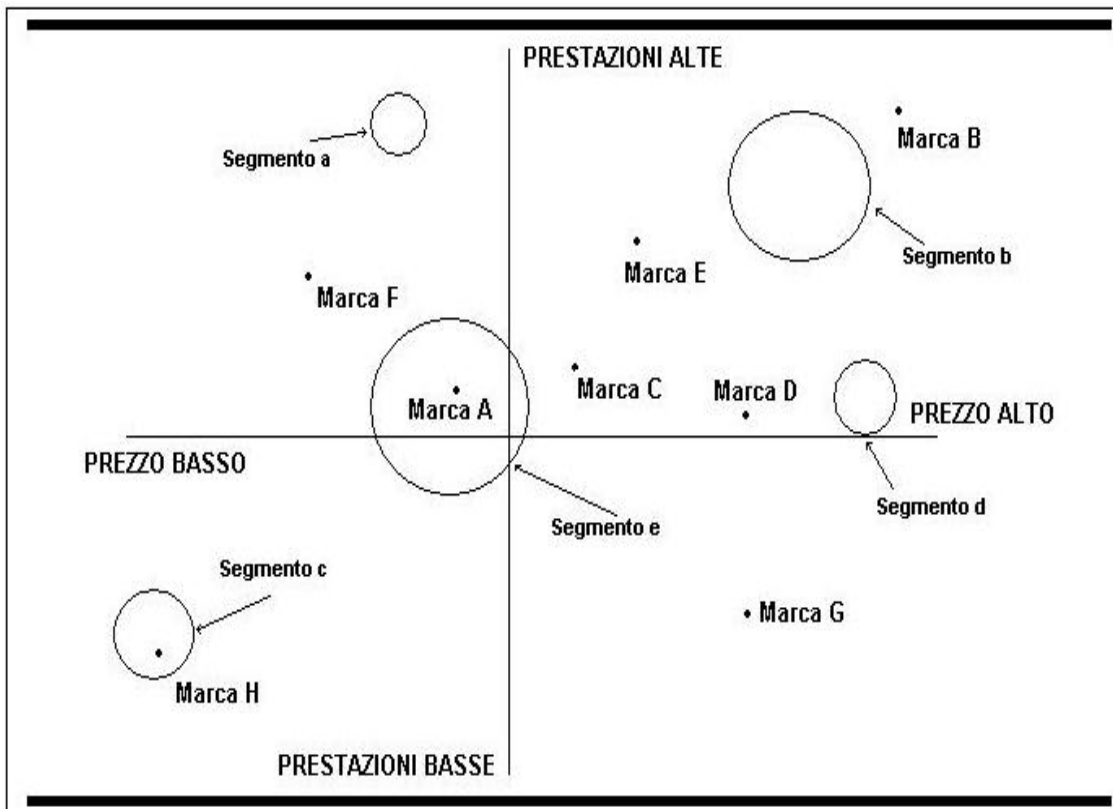 PRESTAZIONI ALTE
Marca B
Segmento a
Segmento b
Marca E
Marca F
Marca C
Marca D
Marca A
PREZZO ALTO
PREZZO BASSO
Segmento d
Segmento e
Segmento c
Marca G
Marca H
PRESTAZIONI BASSE